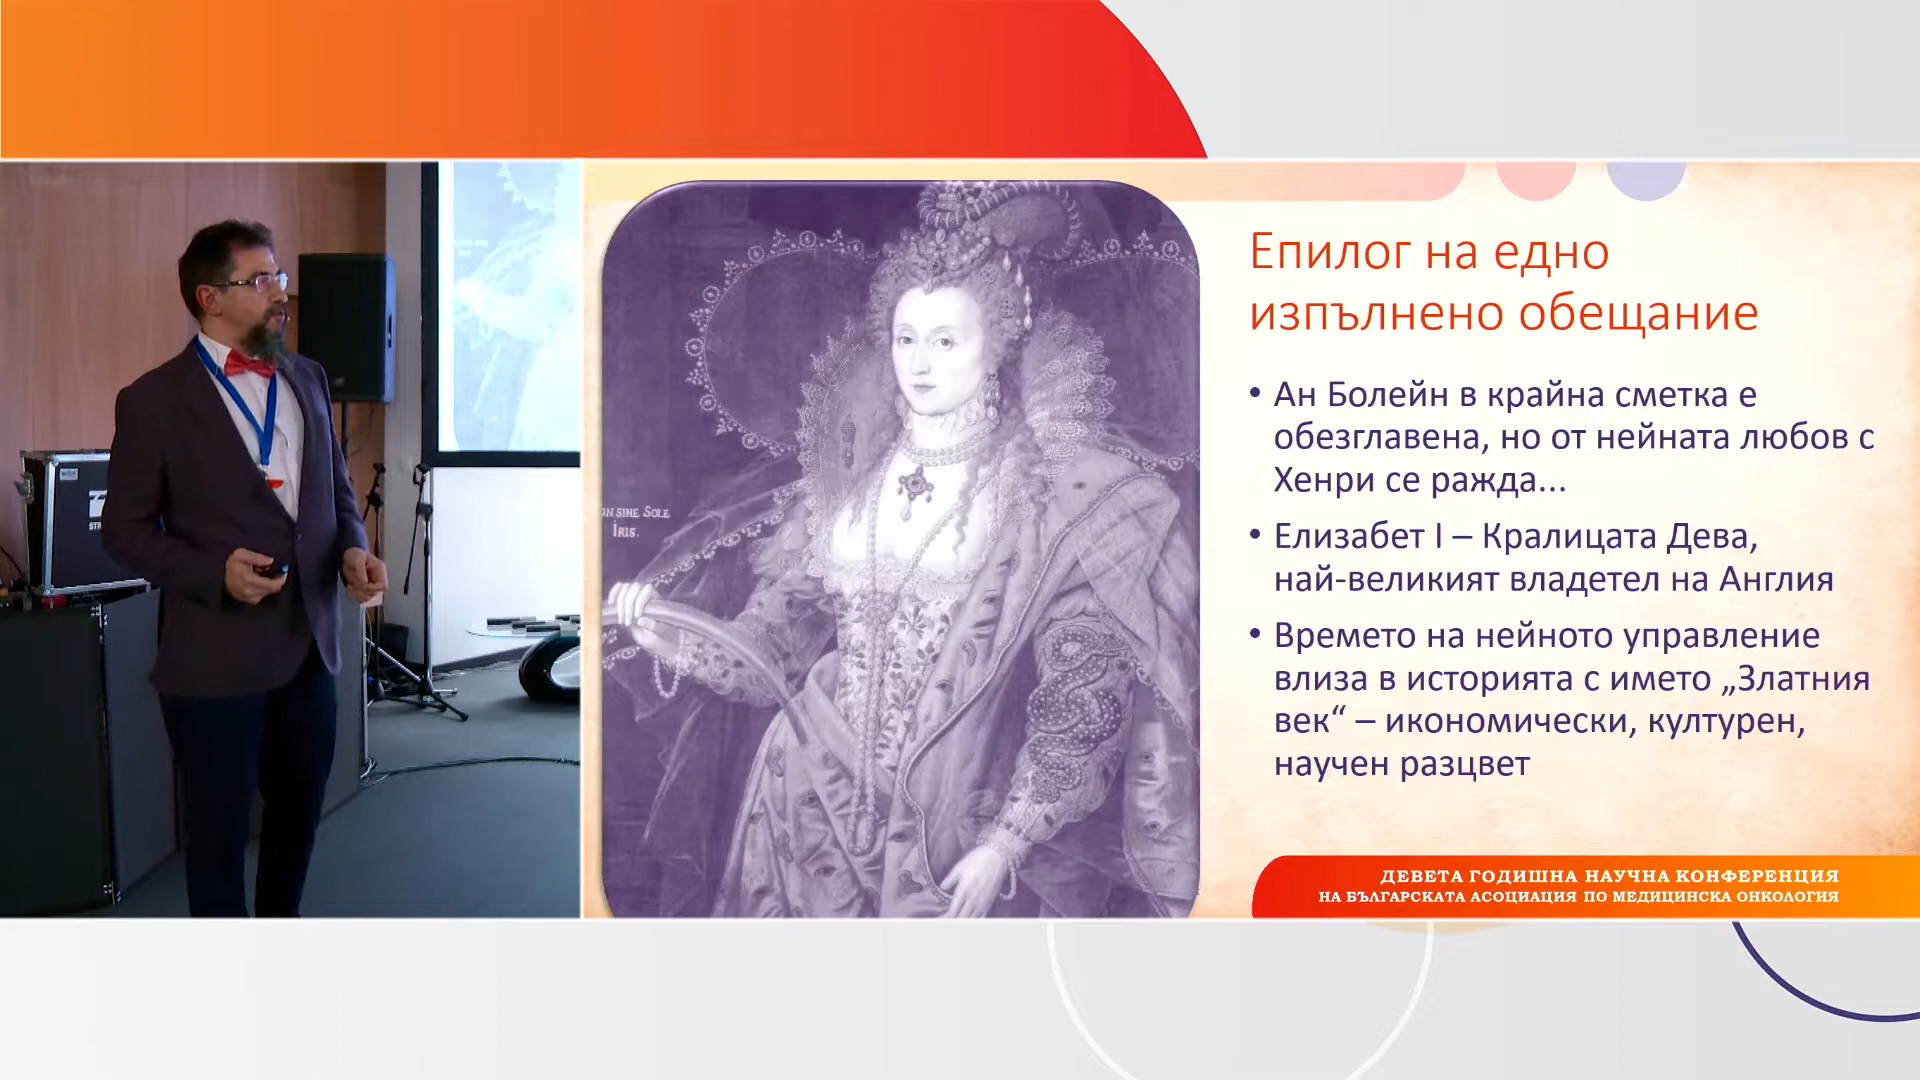 Епилог на едно
изпълнено обещание
• Ан Болейн в крайна сметка е
обезглавена, но от нейната любов с
Хенри се ражда...
• Елизабет I – Кралицата Дева,
най-великият владетел на Англия
• Времето на нейното управление
влиза в историята с името „Златния
век“ – икономически, културен,
научен разцвет
SINE SOLE
IRIS.
ДЕВЕТА ГОДИШНА НАУЧНА КОНФЕРЕНЦИЯ
НА БЪЛГАРСКАТА АСОЦИАЦИЯ ПО МЕДИЦИНСКА ОНКОЛОГИЯ